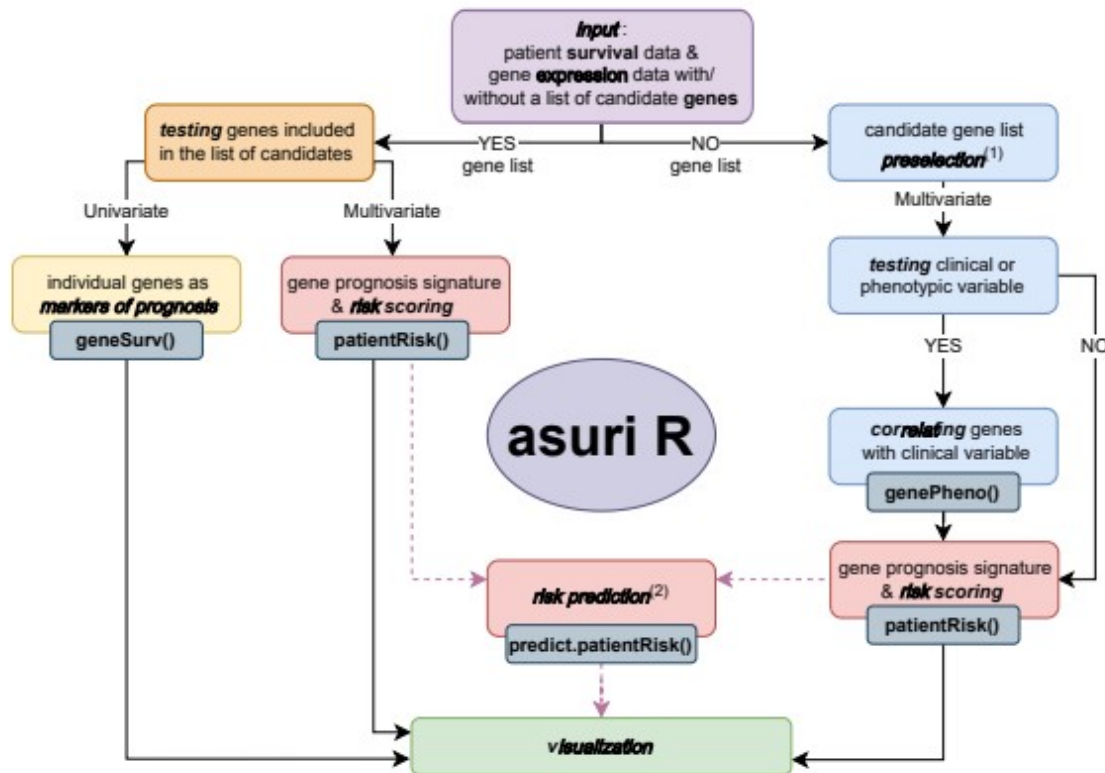 input :
patient survival data &
gene expression data with/
without a list of candidate genes
testing genes included
in the list of candidates
YES
gene list
NO
gene list
candidate gene list
preselection(1)
Univariate
Multivariate
Multivariate
individual genes as
markers of prognosis
geneSurv()
gene prognosis signature
& risk scoring
patientRisk()
testing clinical or
phenotypic variable
YES
NO
asuri R
correlating genes
with clinical variable
genePheno()
risk prediction(2)
predict.patientRisk()
gene prognosis signature
& risk scoring
patientRisk()
visualization